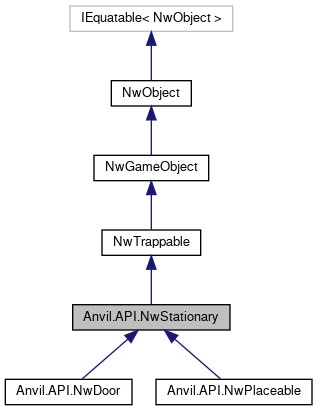 IEquatable< NwObject >
NwObject
NwGameObject
NwTrappable
Anvil.API.NwStationary
Anvil.API.NwDoor
Anvil.API.NwPlaceable